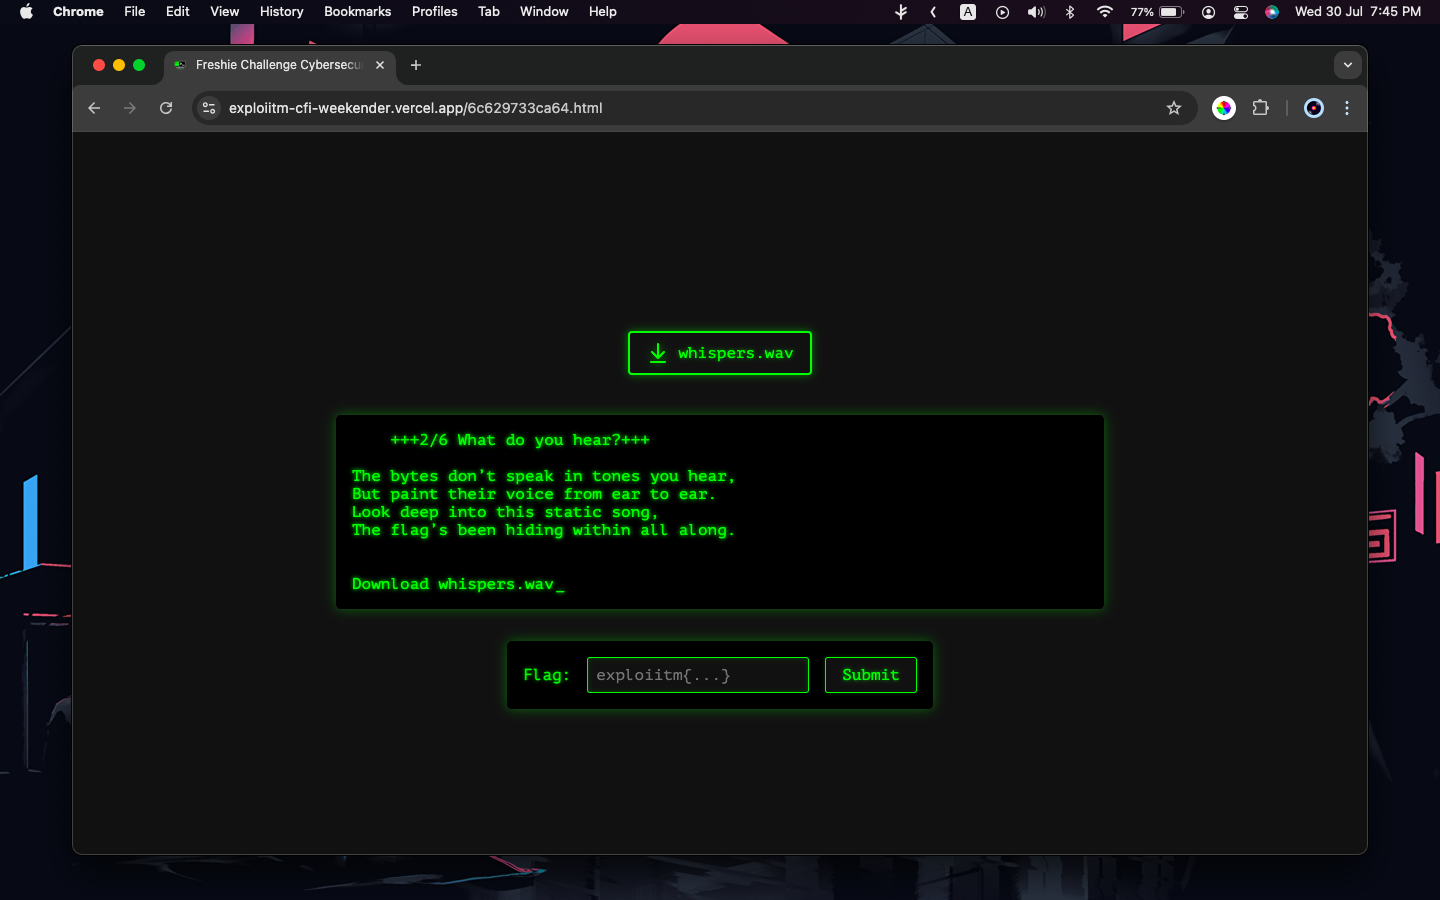 Chrome File Edit View History Bookmarks Profiles Tab Window Help A 77% Wed 30 Jul 7:45 PM
Freshie Challenge Cybersecu
exploiitm-cfi-weekender.vercel.app/6c629733ca64.html
whispers.wav
+++2/6 What do you hear?+++
The bytes don't speak in tones you hear,
But paint their voice from ear to ear.
Look deep into this static song,
The flag's been hiding within all along.
Download whispers.wav_
Flag: exploiitm{...} Submit